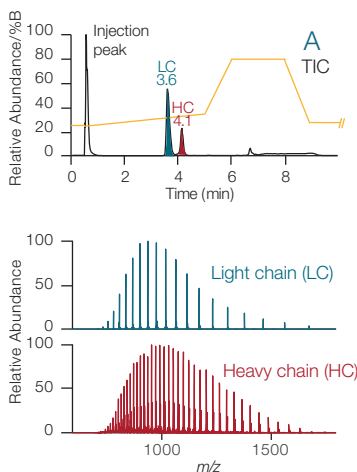 Injection
peak
A
TIC
LC
3.6
HC
4.1
Relative Abundance/%B
100
80
60
40
20
0
0 2 4 6 8
Time (min)
Relative Abundance
100
50
0
Light chain (LC)
100
50
0
Heavy chain (HC)
1000 1500
m/z